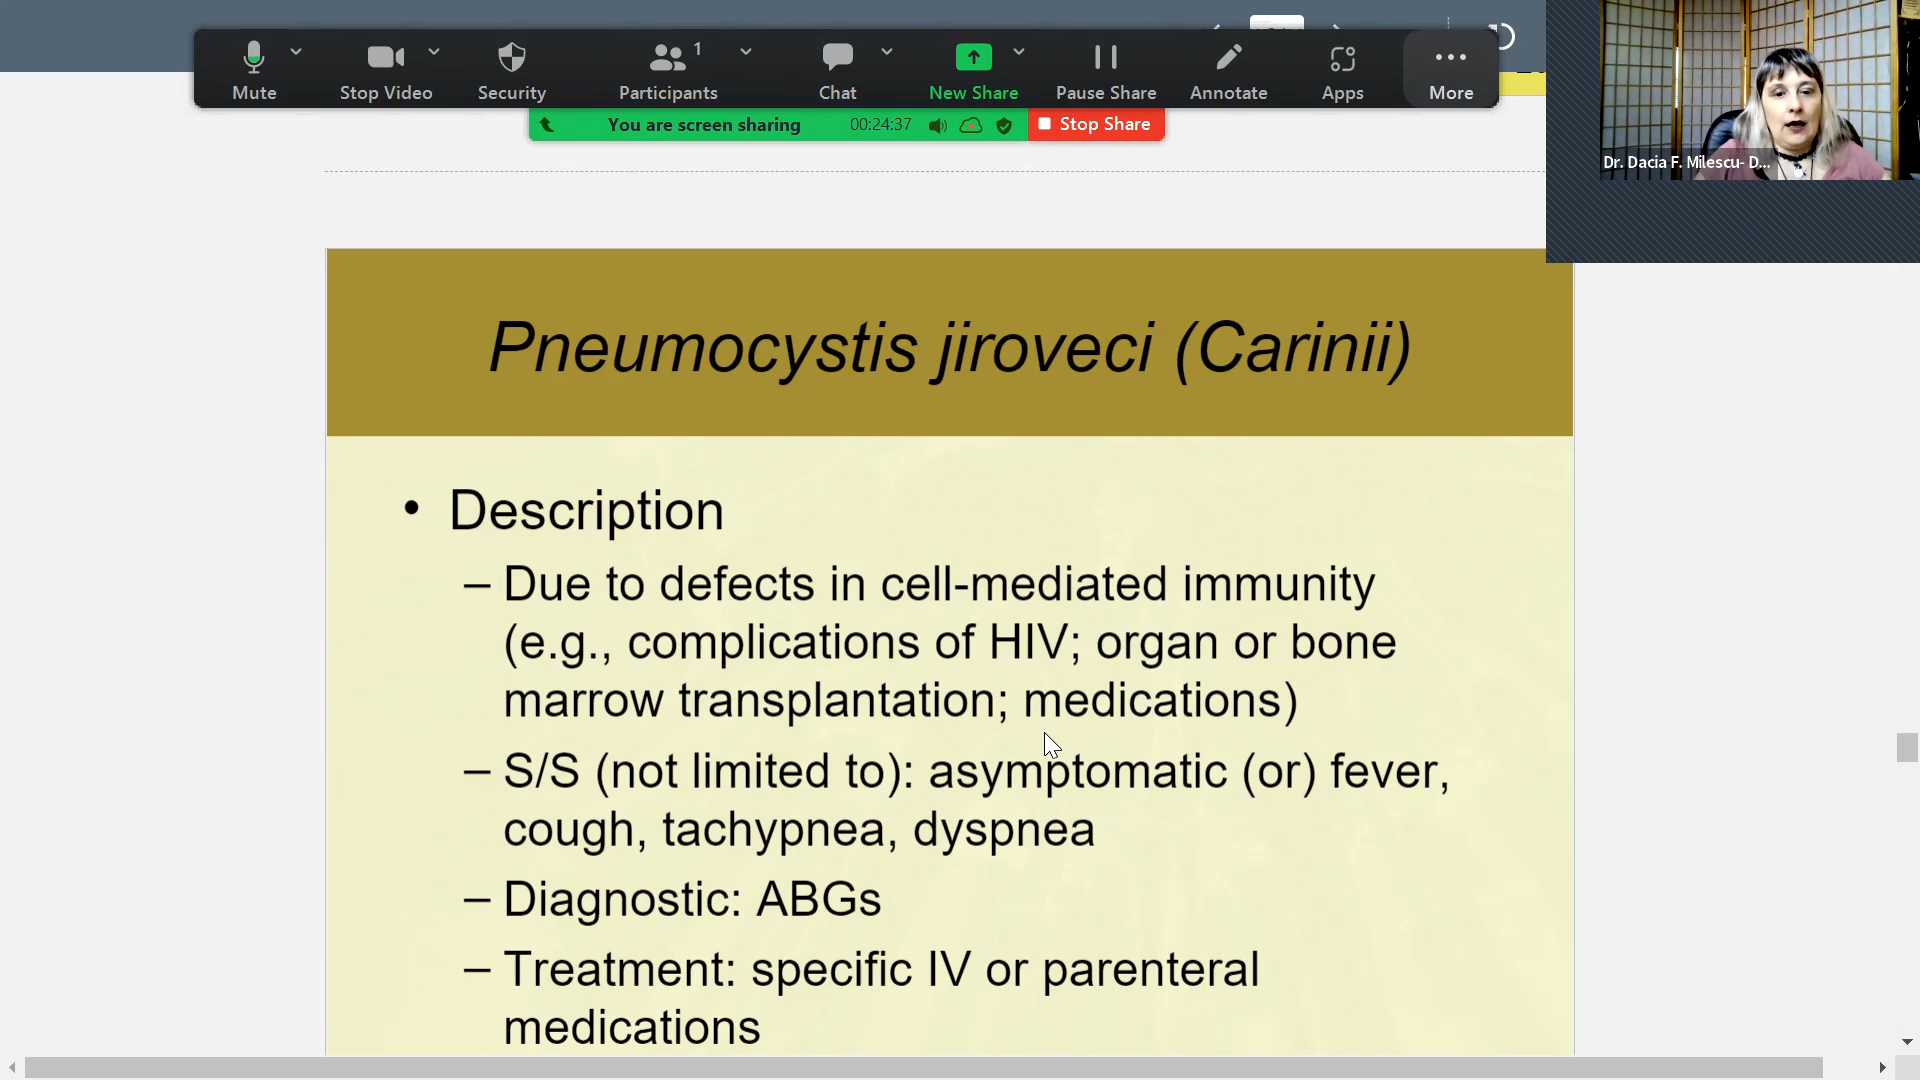 1
Mute
Stop Video
Security
Participants
Chat
New Share
Pause Share
Annotate
Apps
More
You are screen sharing
00:24:37
Stop Share
Dr. Dacia F. Milescu- D...
Pneumocystis jiroveci (Carinii)
• Description
– Due to defects in cell-mediated immunity
(e.g., complications of HIV; organ or bone
marrow transplantation; medications)
– S/S (not limited to): asymptomatic (or) fever,
cough, tachypnea, dyspnea
– Diagnostic: ABGs
– Treatment: specific IV or parenteral
medications